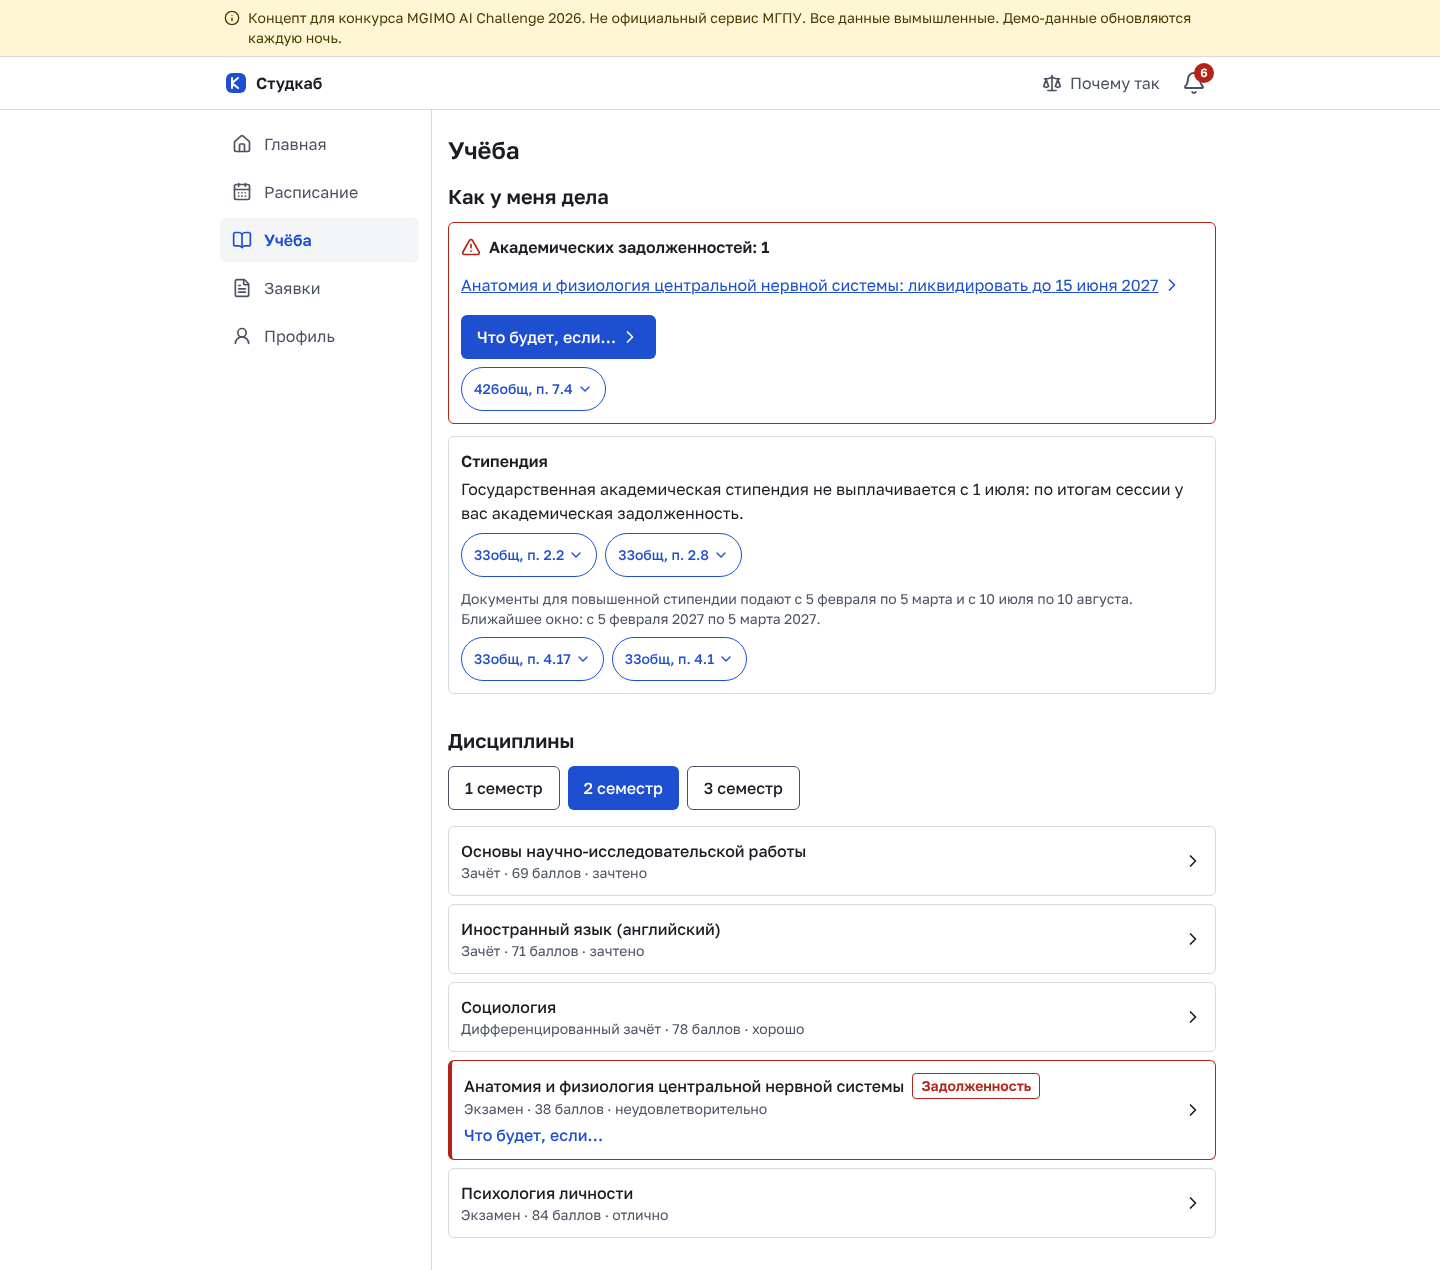 Концепт для конкурса MGIMO AI Challenge 2026. Не официальный сервис МГПУ. Все данные вымышленные. Демо-данные обновляются
каждую ночь.
Студкаб
Почему так
6
Главная
Расписание
Учёба
Заявки
Профиль
Учёба
Как у меня дела
Академических задолженностей: 1
Анатомия и физиология центральной нервной системы: ликвидировать до 15 июня 2027
Что будет, если…
426общ, п. 7.4
Стипендия
Государственная академическая стипендия не выплачивается с 1 июля: по итогам сессии у
вас академическая задолженность.
33общ, п. 2.2
33общ, п. 2.8
Документы для повышенной стипендии подают с 5 февраля по 5 марта и с 10 июля по 10 августа.
Ближайшее окно: с 5 февраля 2027 по 5 марта 2027.
33общ, п. 4.17
33общ, п. 4.1
Дисциплины
1 семестр
2 семестр
3 семестр
Основы научно-исследовательской работы
Зачёт · 69 баллов · зачтено
Иностранный язык (английский)
Зачёт · 71 баллов · зачтено
Социология
Дифференцированный зачёт · 78 баллов · хорошо
Анатомия и физиология центральной нервной системы
Задолженность
Экзамен · 38 баллов · неудовлетворительно
Что будет, если…
Психология личности
Экзамен · 84 баллов · отлично